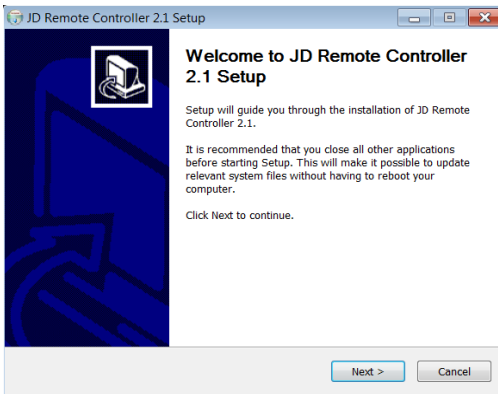 JD Remote Controller 2.1 Setup
Welcome to JD Remote Controller
2.1 Setup
Setup will guide you through the installation of JD Remote
Controller 2.1.
It is recommended that you close all other applications
before starting Setup. This will make it possible to update
relevant system files without having to reboot your
computer.
Click Next to continue.
Next >
Cancel